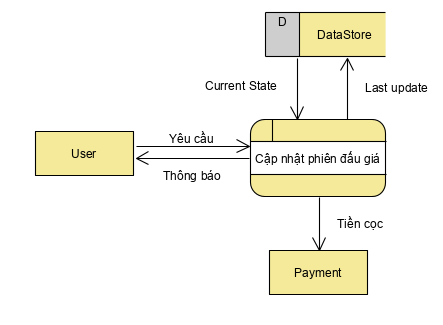 D
DataStore
Current State
Last update
Yêu cầu
User
Cập nhật phiên đấu giá
Thông báo
Tiền cọc
Payment